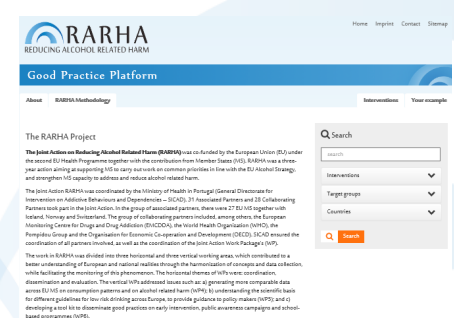 Home Imprint Contact Sitemap
RARHA
REDUCING ALCOHOL RELATED HARM
Good Practice Platform
About RARHA Methodology Interventions Your example
The RARHA Project
The Joint Action on Reducing Alcohol Related Harm (RARHA) was co-funded by the European Union (EU) under
the second EU Health Programme together with the contribution from Member States (MS). RARHA was a three-
year action aiming at supporting MS to carry out work on common priorities in line with the EU Alcohol Strategy,
and strengthen MS capacity to address and reduce alcohol related harm.
The Joint Action RARHA was coordinated by the Ministry of Health in Portugal (General Directorate for
Intervention on Addictive Behaviours and Dependencies – SICAD). 31 Associated Partners and 28 Collaborating
Partners took part in the Joint Action. In the group of associated partners, there were 27 EU MS together with
Iceland, Norway and Switzerland. The group of collaborating partners included, among others, the European
Monitoring Centre for Drugs and Drug Addiction (EMCDDA), the World Health Organisation (WHO), the
Pompidou Group and the Organisation for Economic Co-operation and Development (OECD). SICAD ensured the
coordination of all partners involved, as well as the coordination of the Joint Action Work Package's (WP).
The work in RARHA was divided into three horizontal and three vertical working areas, which contributed to a
better understanding of European and national realities through the harmonization of concepts and data collection,
while facilitating the monitoring of this phenomenon. The horizontal themes of WPs were: coordination,
dissemination and evaluation. The vertical WPs addressed issues such as: a) generating more comparable data
across EU MS on consumption patterns and on alcohol related harm (WP4); b) understanding the scientific basis
for different guidelines for low risk drinking across Europe, to provide guidance to policy makers (WP5); and c)
developing a tool kit to disseminate good practices on early intervention, public awareness campaigns and school-
based programmes (WP6).
Search
search
Interventions
Target groups
Countries
Search